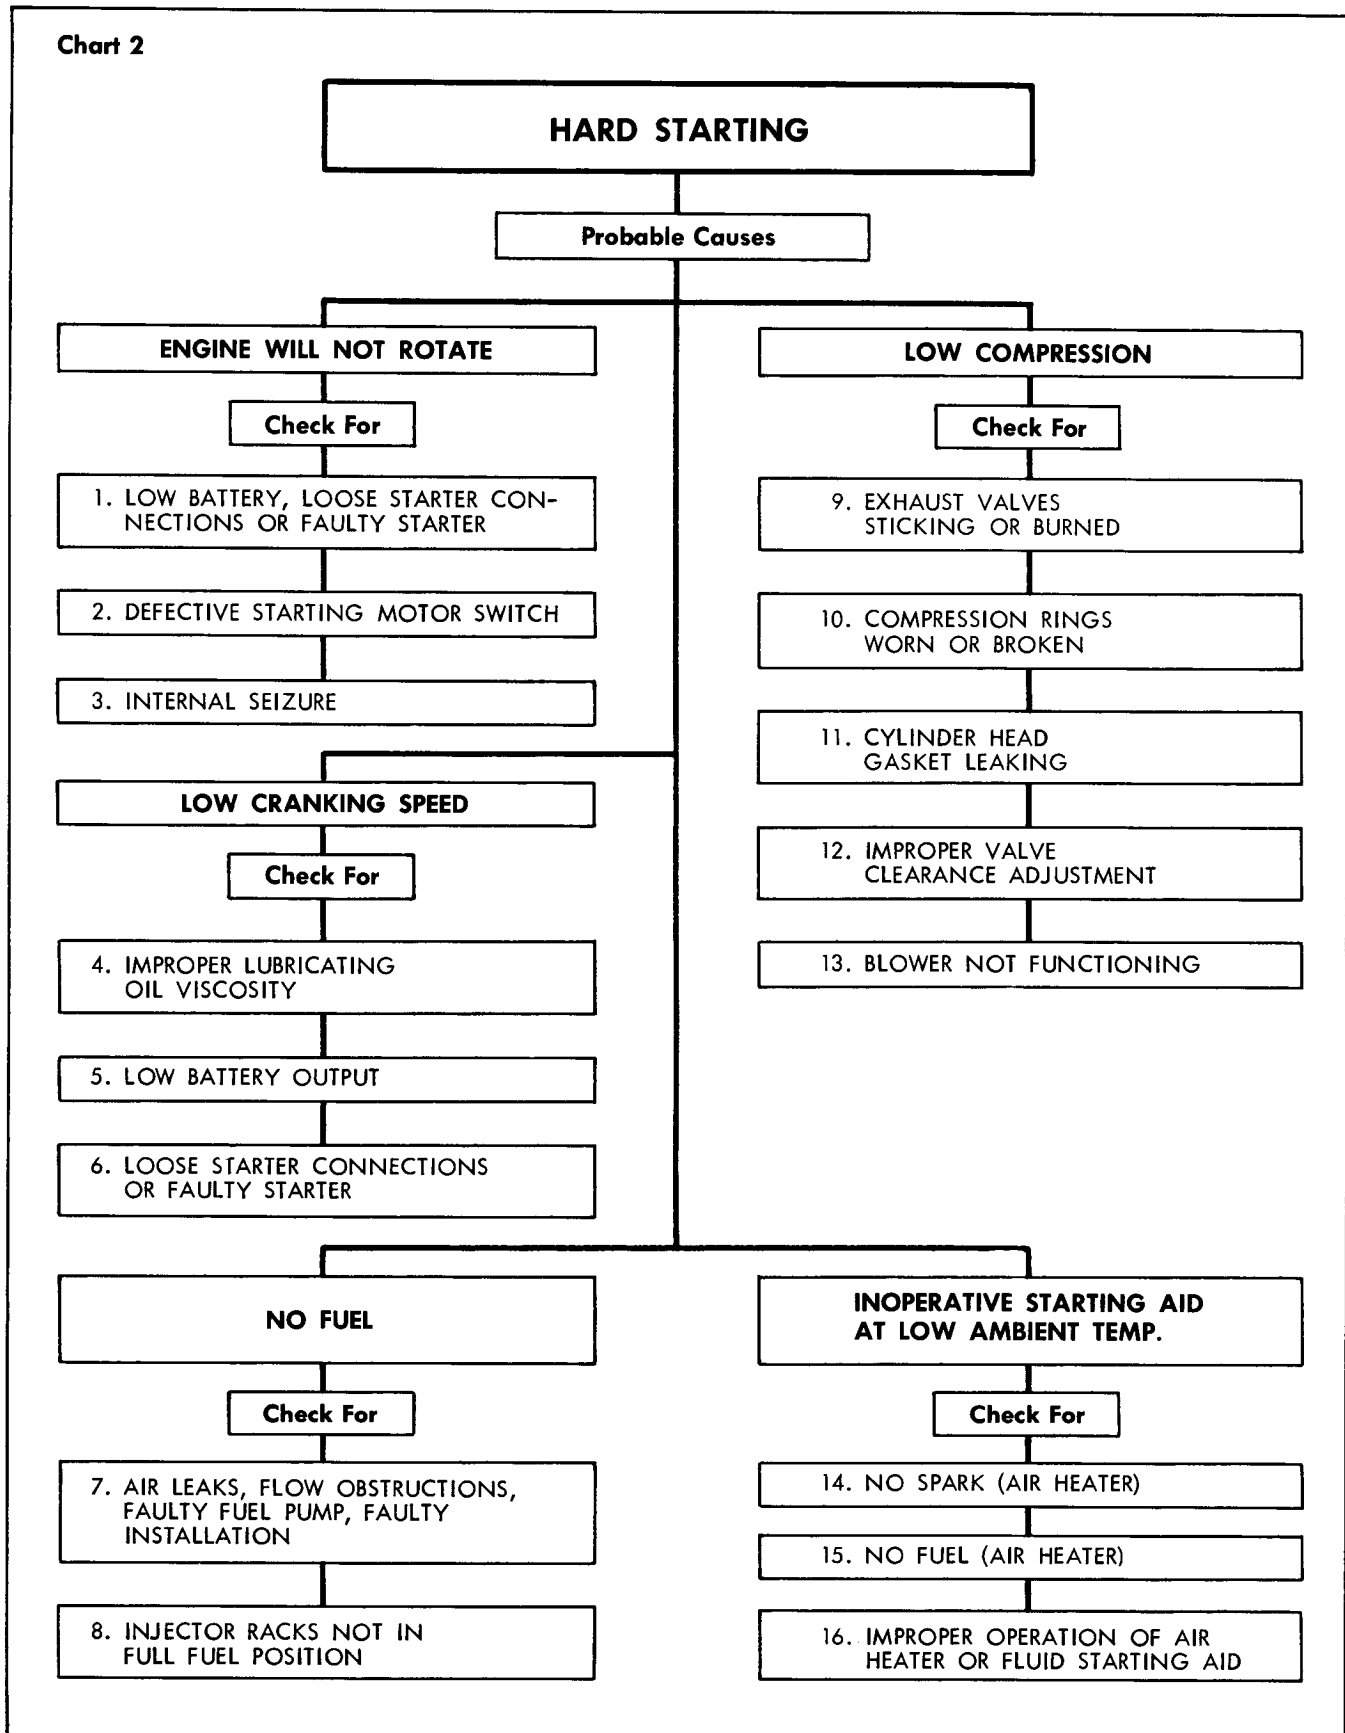 Chart 2
HARD STARTING
Probable Causes
ENGINE WILL NOT ROTATE
Check For
1. LOW BATTERY, LOOSE STARTER CON-
NECTIONS OR FAULTY STARTER
2. DEFECTIVE STARTING MOTOR SWITCH
3. INTERNAL SEIZURE
LOW CRANKING SPEED
Check For
4. IMPROPER LUBRICATING
OIL VISCOSITY
5. LOW BATTERY OUTPUT
6. LOOSE STARTER CONNECTIONS
OR FAULTY STARTER
NO FUEL
Check For
7. AIR LEAKS, FLOW OBSTRUCTIONS,
FAULTY FUEL PUMP, FAULTY
INSTALLATION
8. INJECTOR RACKS NOT IN
FULL FUEL POSITION
LOW COMPRESSION
Check For
9. EXHAUST VALVES
STICKING OR BURNED
10. COMPRESSION RINGS
WORN OR BROKEN
11. CYLINDER HEAD
GASKET LEAKING
12. IMPROPER VALVE
CLEARANCE ADJUSTMENT
13. BLOWER NOT FUNCTIONING
INOPERATIVE STARTING AID
AT LOW AMBIENT TEMP.
Check For
14. NO SPARK (AIR HEATER)
15. NO FUEL (AIR HEATER)
16. IMPROPER OPERATION OF AIR
HEATER OR FLUID STARTING AID